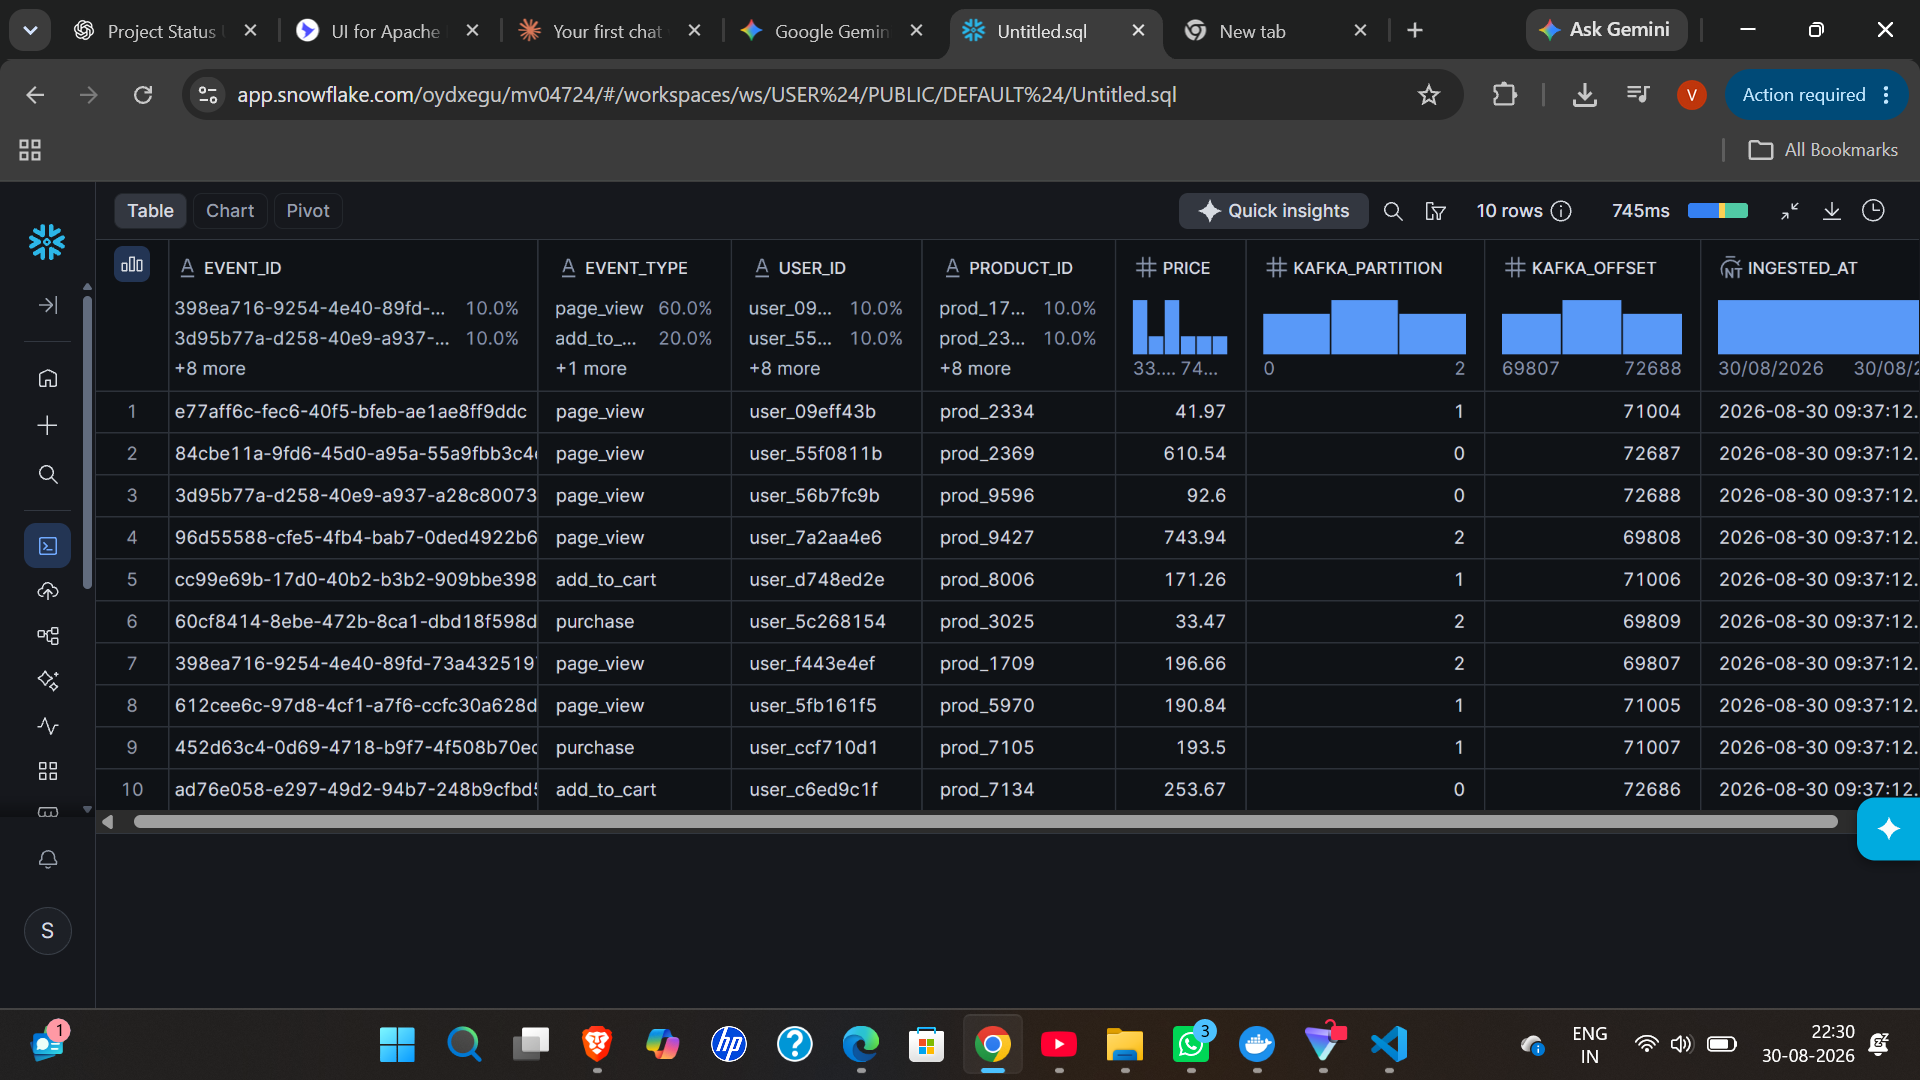 Project Status
UI for Apache
Your first chat
Google Gemin
Untitled.sql
New tab
Ask Gemini
app.snowflake.com/oydxegu/mv04724/#/workspaces/ws/USER%24/PUBLIC/DEFAULT%24/Untitled.sql
V
Action required
All Bookmarks
Table Chart Pivot
Quick insights
10 rows
745ms
EVENT_ID EVENT_TYPE USER_ID PRODUCT_ID PRICE KAFKA_PARTITION KAFKA_OFFSET INGESTED_AT
398ea716-9254-4e40-89fd-... 10.0% page_view 60.0% user_09... 10.0% prod_17... 10.0%
3d95b77a-d258-40e9-a937-... 10.0% add_to_... 20.0% user_55... 10.0% prod_23... 10.0%
+8 more +1 more +8 more +8 more 33.... 74... 0 2 69807 72688 30/08/2026 30/08/2
1 e77aff6c-fec6-40f5-bfeb-ae1ae8ff9ddc page_view user_09eff43b prod_2334 41.97 1 71004 2026-08-30 09:37:12.
2 84cbe11a-9fd6-45d0-a95a-55a9fbb3c4 page_view user_55f0811b prod_2369 610.54 0 72687 2026-08-30 09:37:12.
3 3d95b77a-d258-40e9-a937-a28c80073 page_view user_56b7fc9b prod_9596 92.6 0 72688 2026-08-30 09:37:12.
4 96d55588-cfe5-4fb4-bab7-0ded4922b6 page_view user_7a2aa4e6 prod_9427 743.94 2 69808 2026-08-30 09:37:12.
5 cc99e69b-17d0-40b2-b3b2-909bbe398 add_to_cart user_d748ed2e prod_8006 171.26 1 71006 2026-08-30 09:37:12.
6 60cf8414-8ebe-472b-8ca1-dbd18f598d purchase user_5c268154 prod_3025 33.47 2 69809 2026-08-30 09:37:12.
7 398ea716-9254-4e40-89fd-73a432519 page_view user_f443e4ef prod_1709 196.66 2 69807 2026-08-30 09:37:12.
8 612cee6c-97d8-4cf1-a7f6-ccfc30a628d page_view user_5fb161f5 prod_5970 190.84 1 71005 2026-08-30 09:37:12.
9 452d63c4-0d69-4718-b9f7-4f508b70e page_view purchase user_ccf710d1 prod_7105 193.5 1 71007 2026-08-30 09:37:12.
10 ad76e058-e297-49d2-94b7-248b9cfbd add_to_cart user_c6ed9c1f prod_7134 253.67 0 72686 2026-08-30 09:37:12.
S
1
hp
3
ENG
IN
22:30
30-08-2026